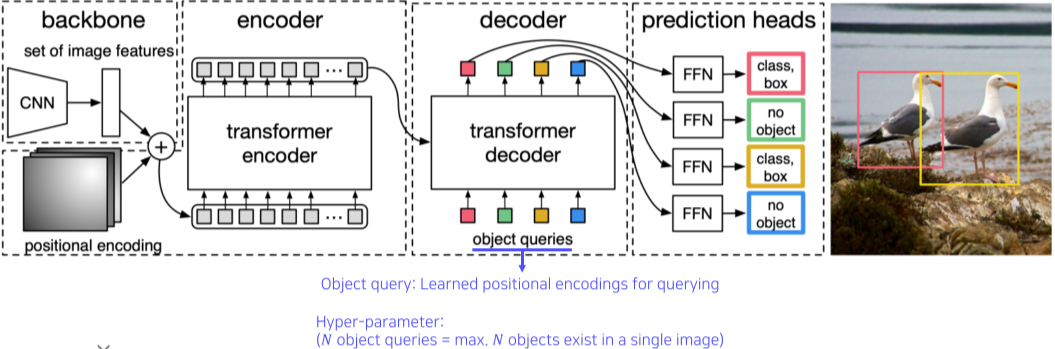 backbone
set of image features
CNN
+
positional encoding
encoder
...
transformer
encoder
...
decoder
transformer
decoder
object queries
prediction heads
FFN
class,
box
FFN
no
object
FFN
class,
box
FFN
no
object
Object query: Learned positional encodings for querying
Hyper-parameter:
(N object queries = max. N objects exist in a single image)